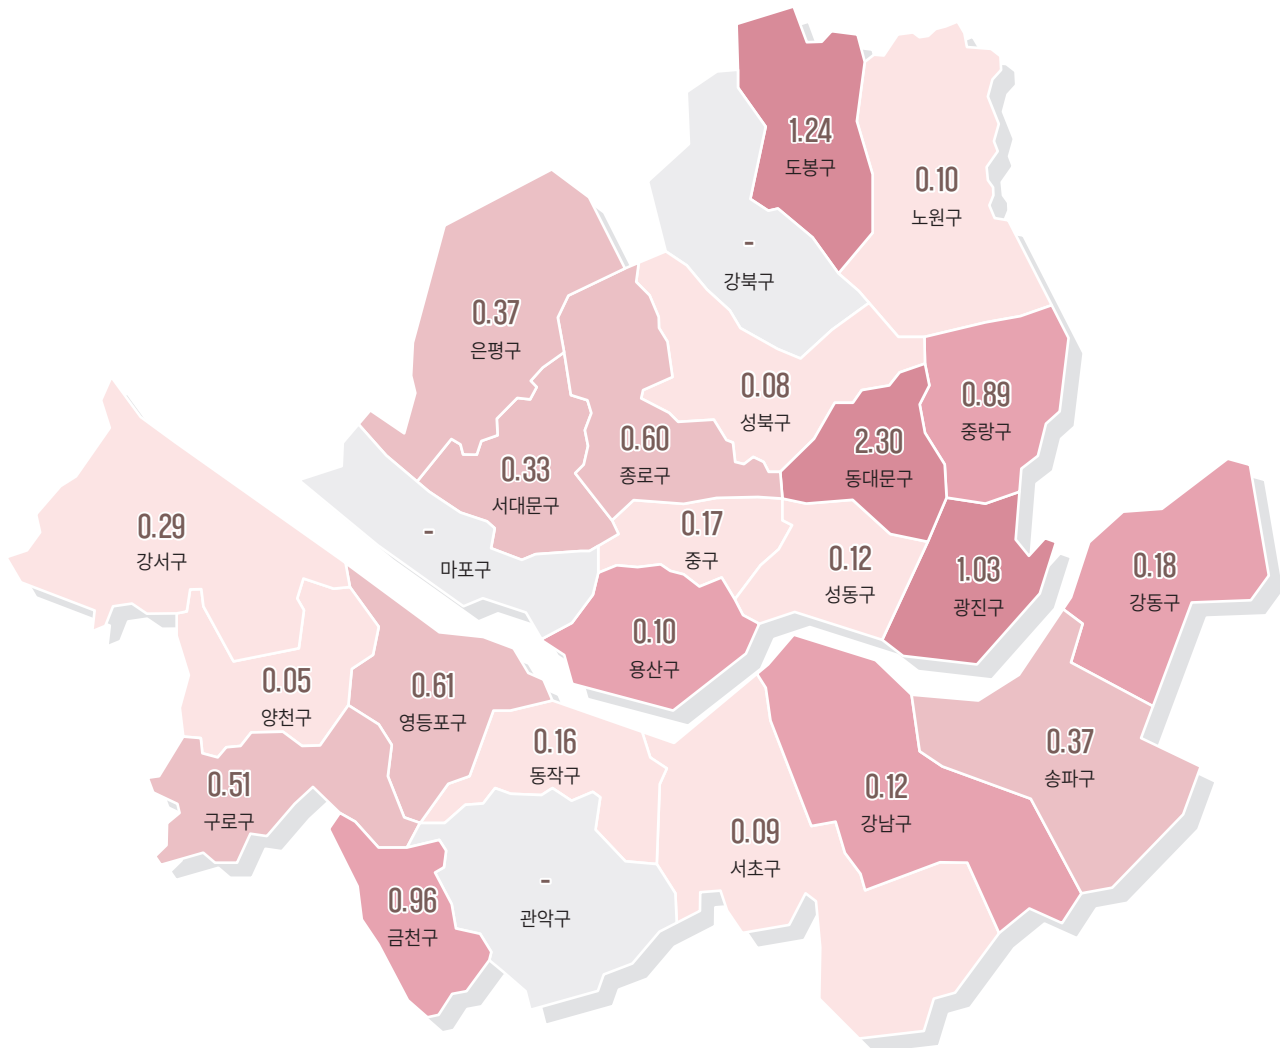 1.24
도봉구
0.10
노원구
-
강북구
0.37
은평구
0.08
성북구
0.89
중랑구
0.60
종로구
2.30
동대문구
0.33
서대문구
0.29
강서구
-
마포구
0.17
중구
0.12
성동구
1.03
광진구
0.18
강동구
0.10
용산구
0.05
양천구
0.61
영등포구
0.16
동작구
0.37
송파구
0.51
구로구
0.12
강남구
0.09
서초구
0.96
금천구
-
관악구